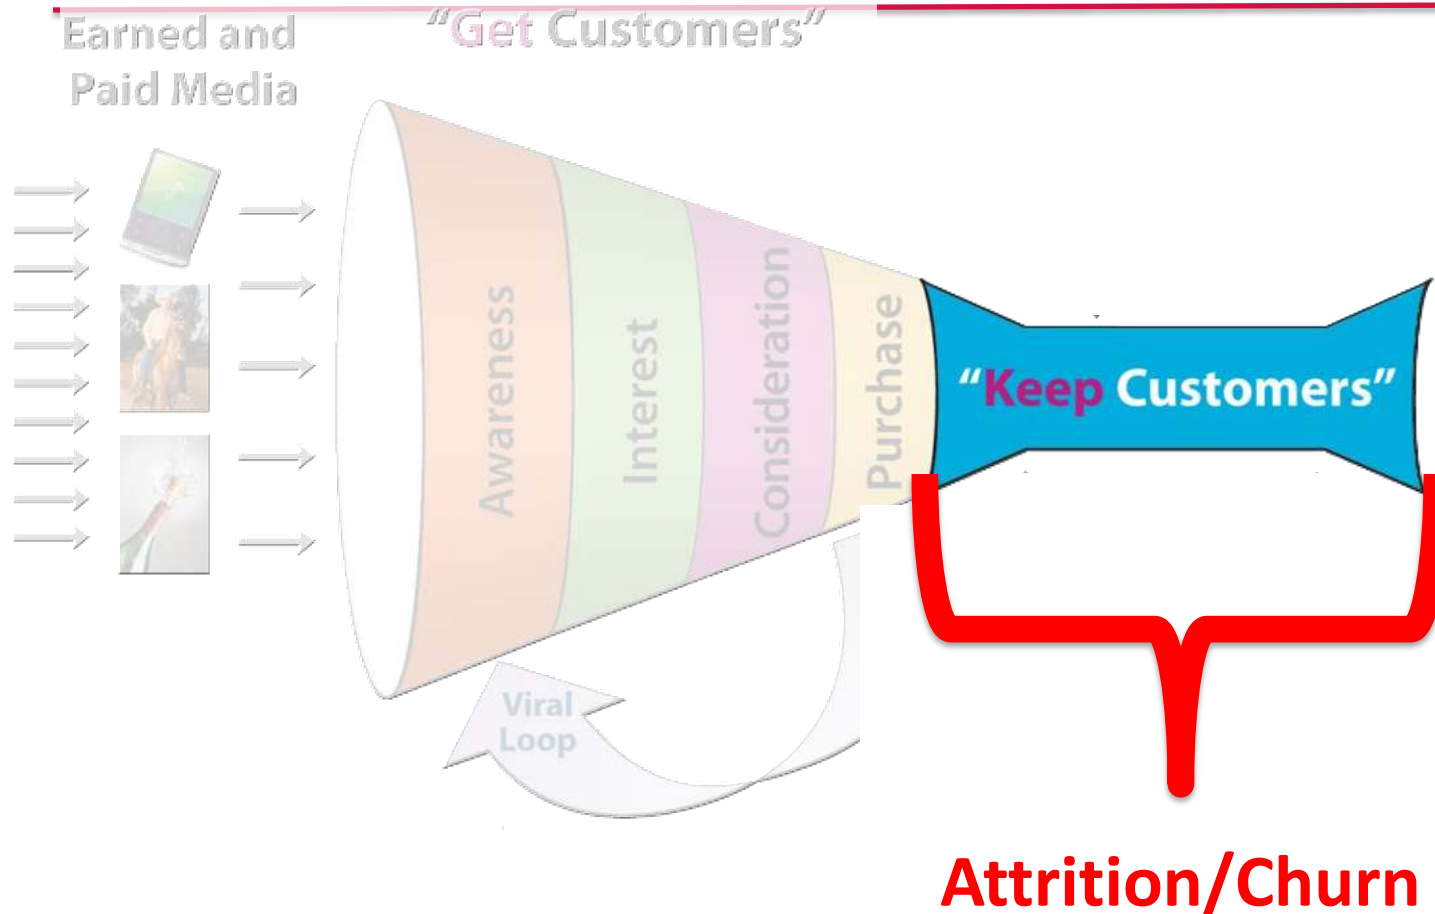 Earned and
Paid Media
“Get Customers”
Awareness
Interest
Consideration
Purchase
“Keep Customers”
Viral
Loop
Attrition/Churn